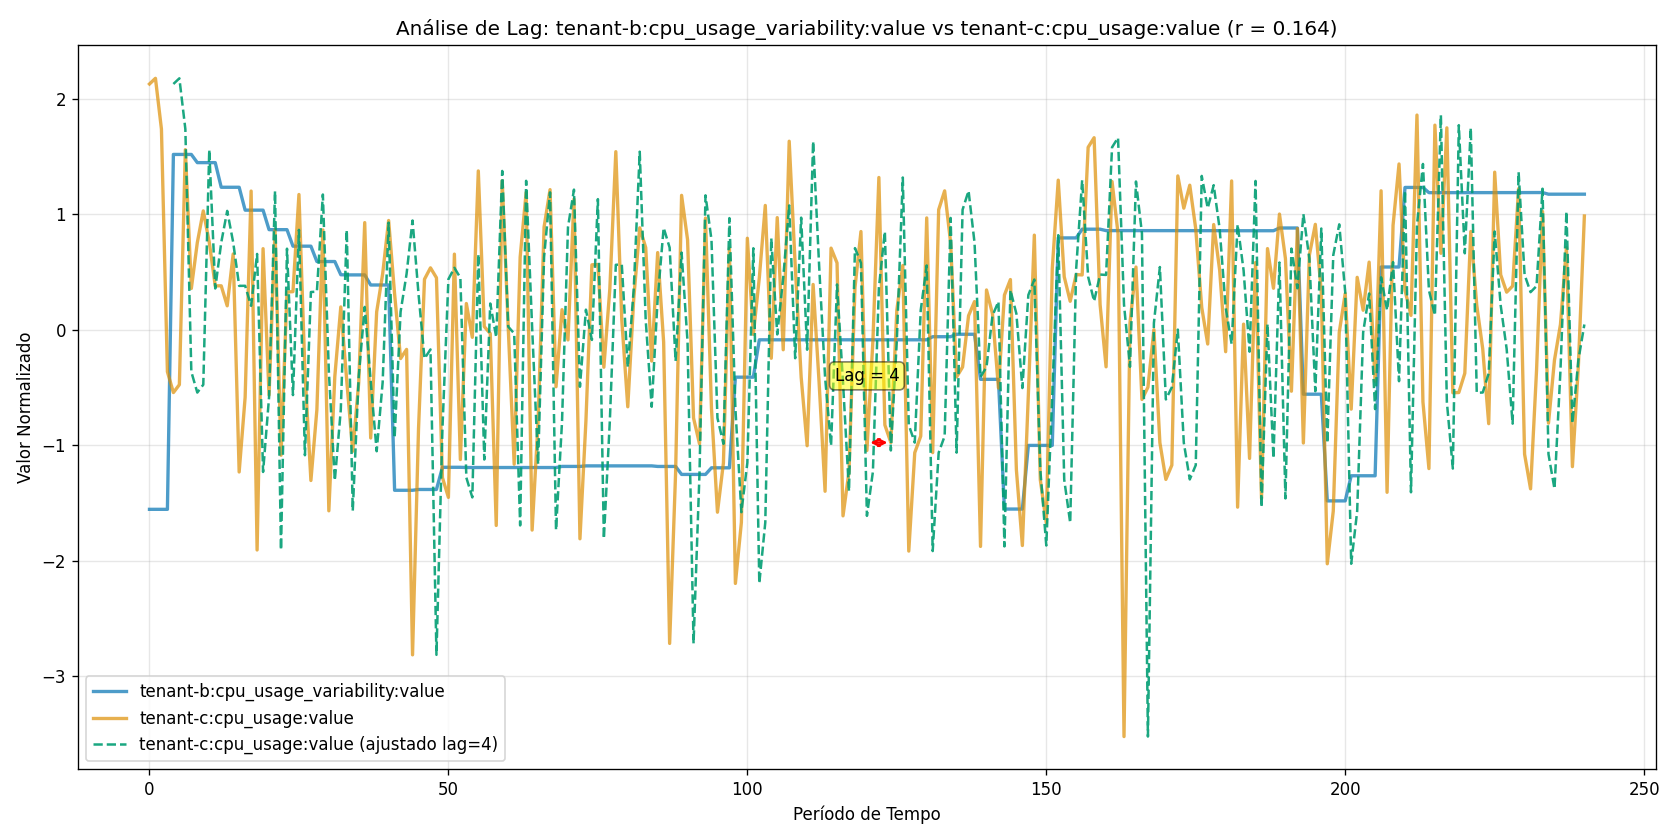 Análise de Lag: tenant-b:cpu_usage_variability:value vs tenant-c:cpu_usage:value (r = 0.164)
Valor Normalizado
2
1
0
−1
−2
−3
Lag = 4
tenant-b:cpu_usage_variability:value
tenant-c:cpu_usage:value
tenant-c:cpu_usage:value (ajustado lag=4)
0 50 100 150 200 250
Período de Tempo